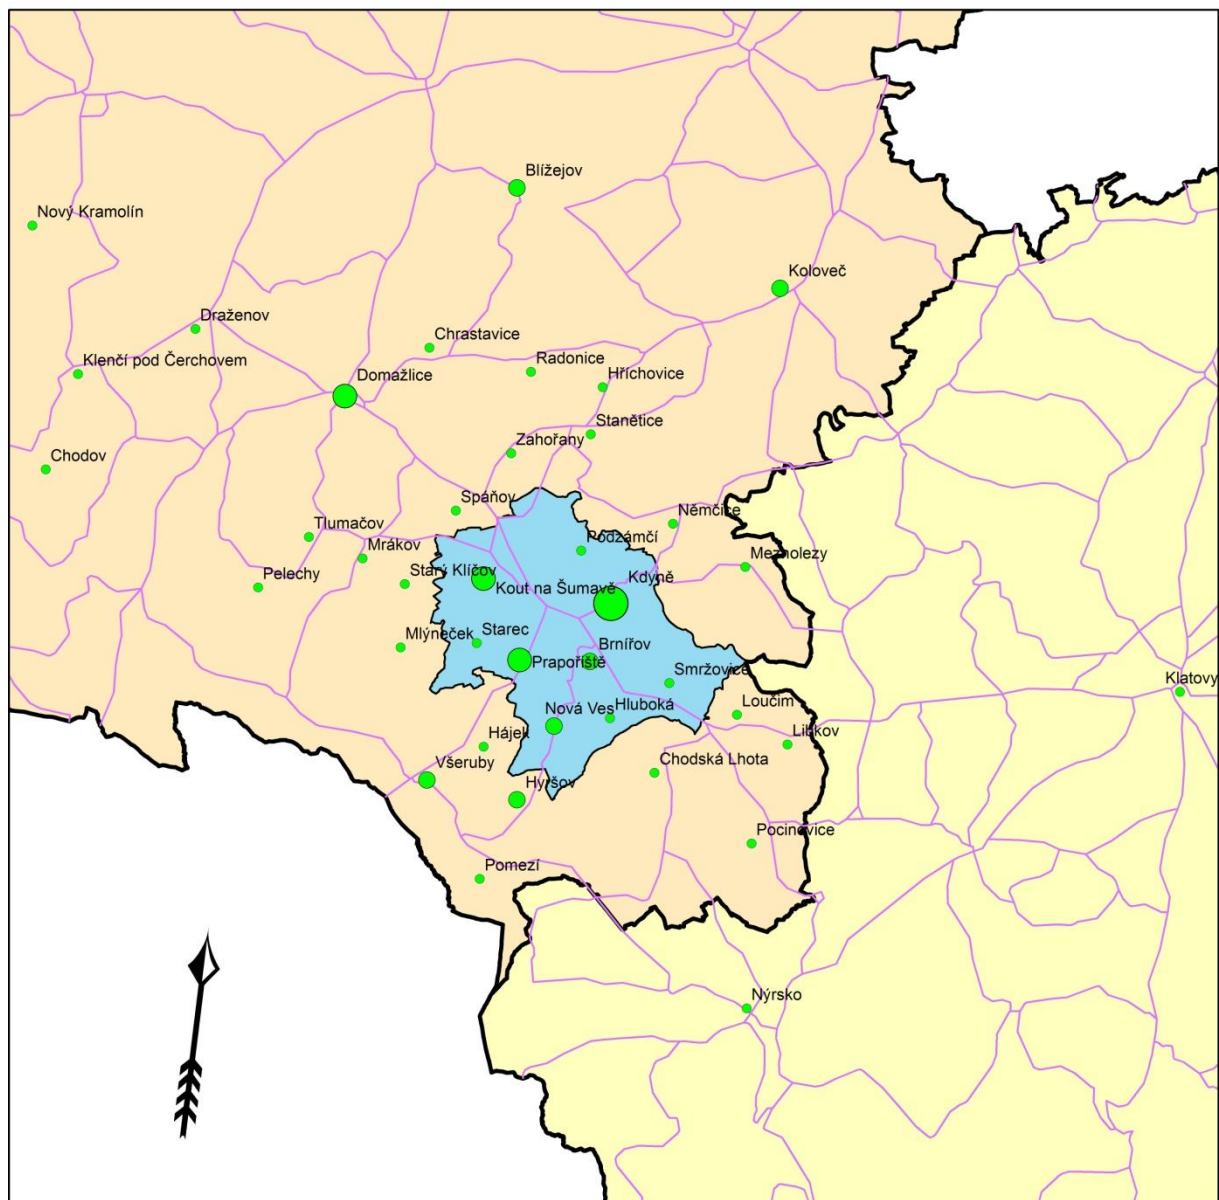 Blížejov
Nový Kramolín
Koloveč
Draženov
Chrastavice
Klenčí pod Čerchovem
Domažlice
Radonice
Hříchovice
Stanětice
Zahořany
Chodov
Spáňov
Němčice
Tlumačov
Podzámčí
Mrákov
Meznolezy
Pelechy
Starý Klíčov
Kout na Šumavě
Kdyně
Mlýneček
Starec
Brnířov
Prapořiště
Smržovice
Klatovy
Nová Ves
Hluboká
Loučim
Hájek
Libkov
Všeruby
Chodská Lhota
Hyršov
Pocinovice
Pomezí
Nýrsko